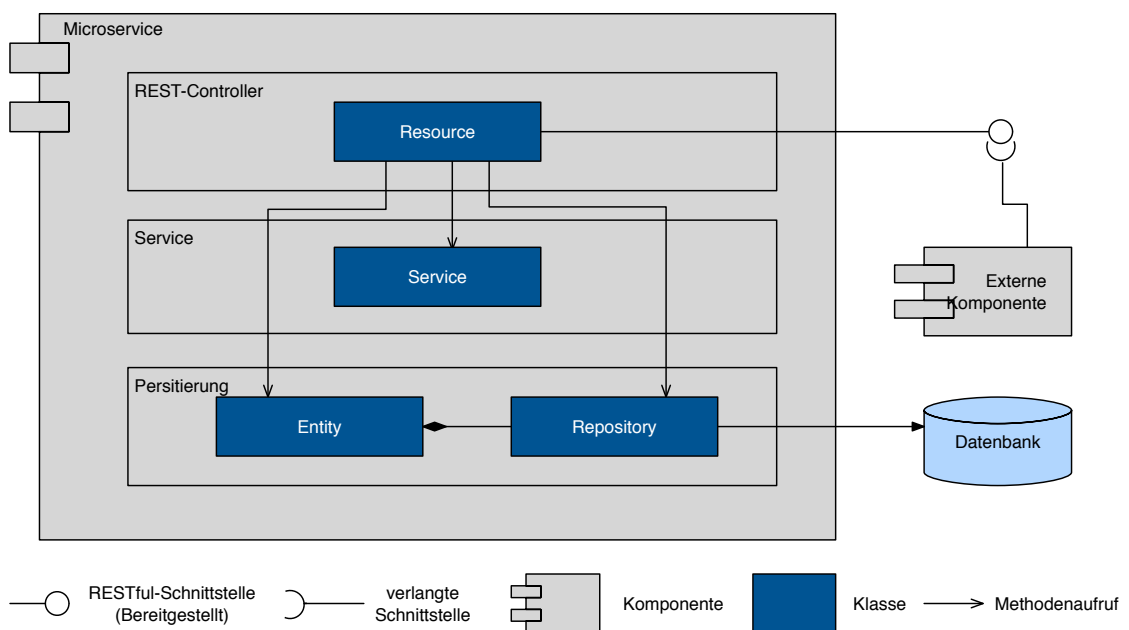 Microservice
REST-Controller
Resource
Service
Service
Externe
Komponente
Persitierung
Entity
Repository
Datenbank
RESTful-Schnittstelle
(Bereitgestellt)
verlangte
Schnittstelle
Komponente
Klasse
Methodenaufruf